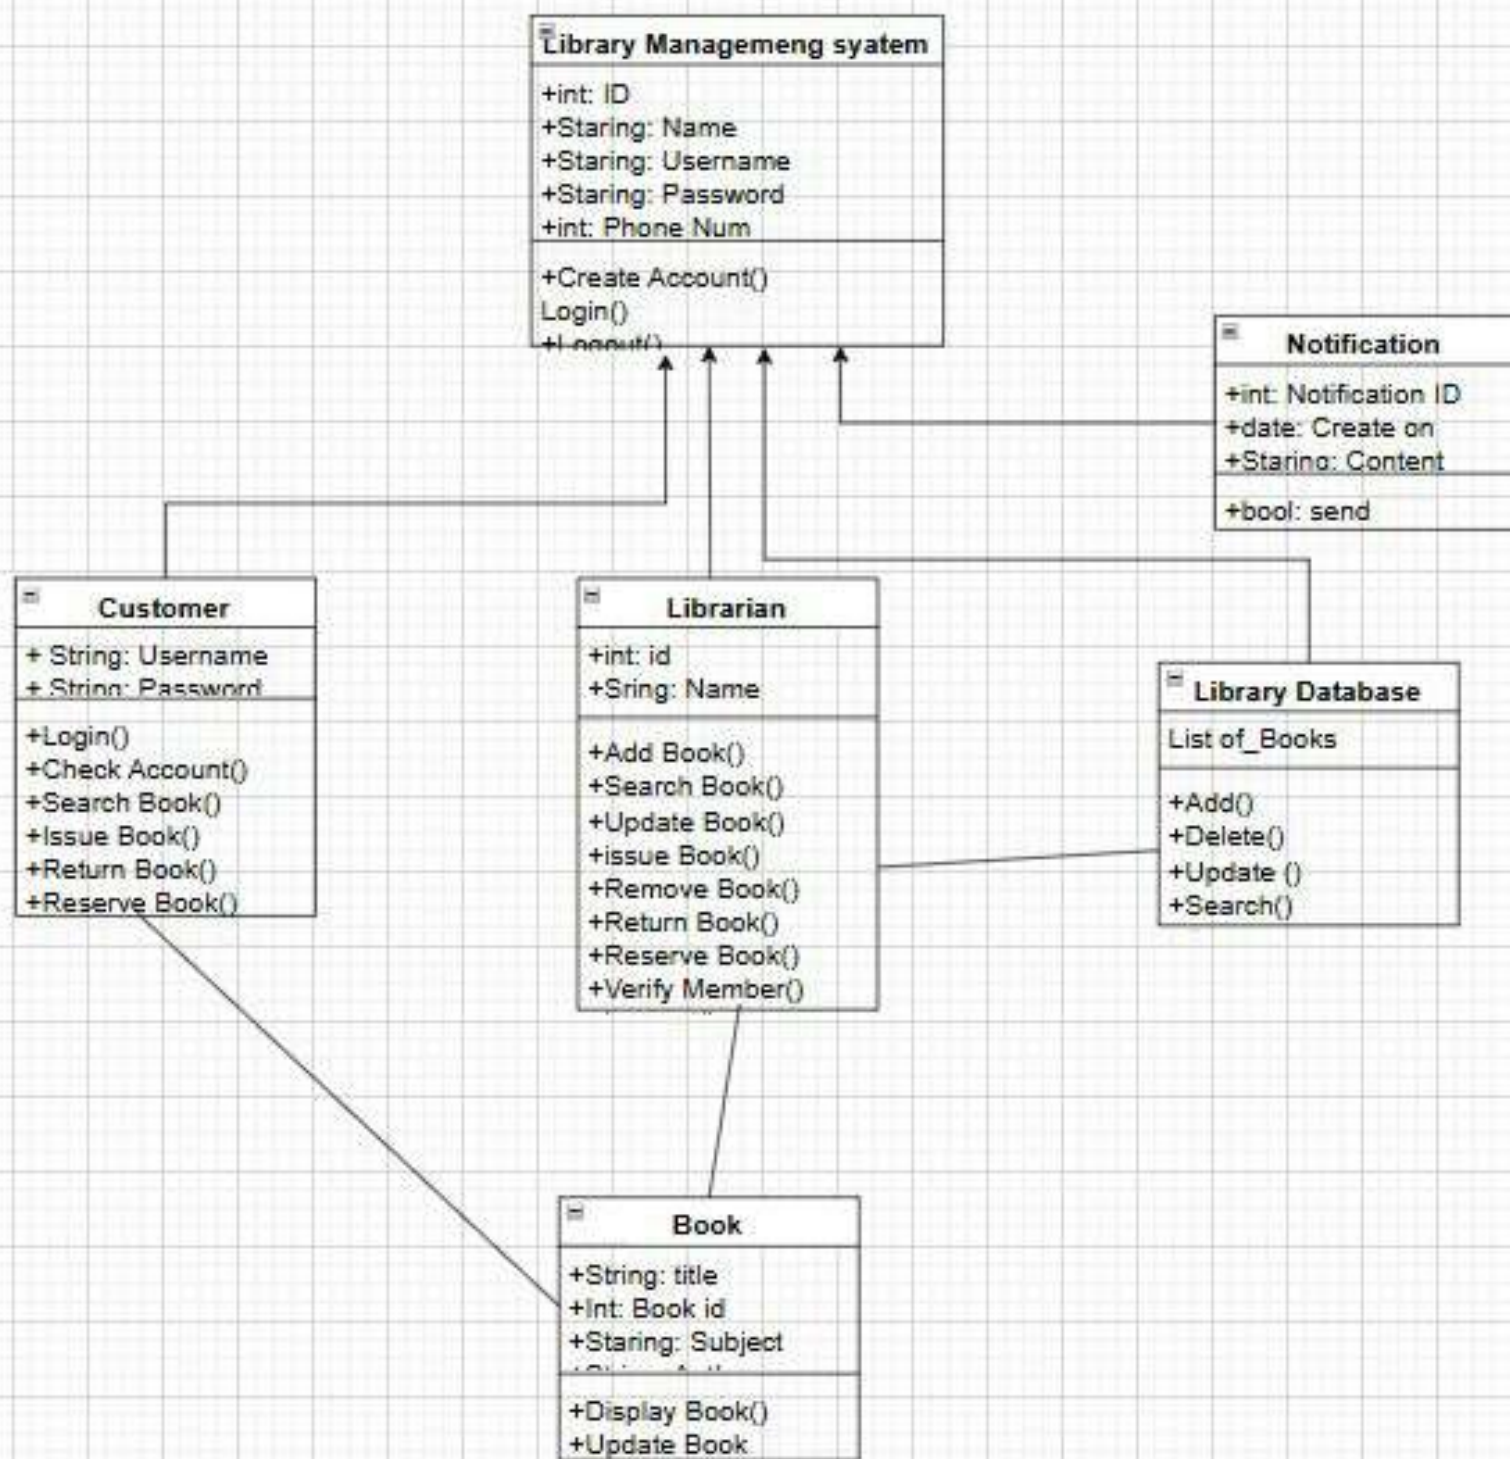 Library Managemeng syatem
+int: ID
+Staring: Name
+Staring: Username
+Staring: Password
+int: Phone Num
+Create Account()
Login()
+Logout()
Notification
+int: Notification ID
+date: Create on
+Staring: Content
+bool: send
Customer
+ String: Username
+ String: Password
+Login()
+Check Account()
+Search Book()
+Issue Book()
+Return Book()
+Reserve Book()
Librarian
+int: id
+Sring: Name
+Add Book()
+Search Book()
+Update Book()
+issue Book()
+Remove Book()
+Return Book()
+Reserve Book()
+Verify Member()
Library Database
List of_Books
+Add()
+Delete()
+Update ()
+Search()
Book
+String: title
+Int: Book id
+Staring: Subject
+Display Book()
+Update Book